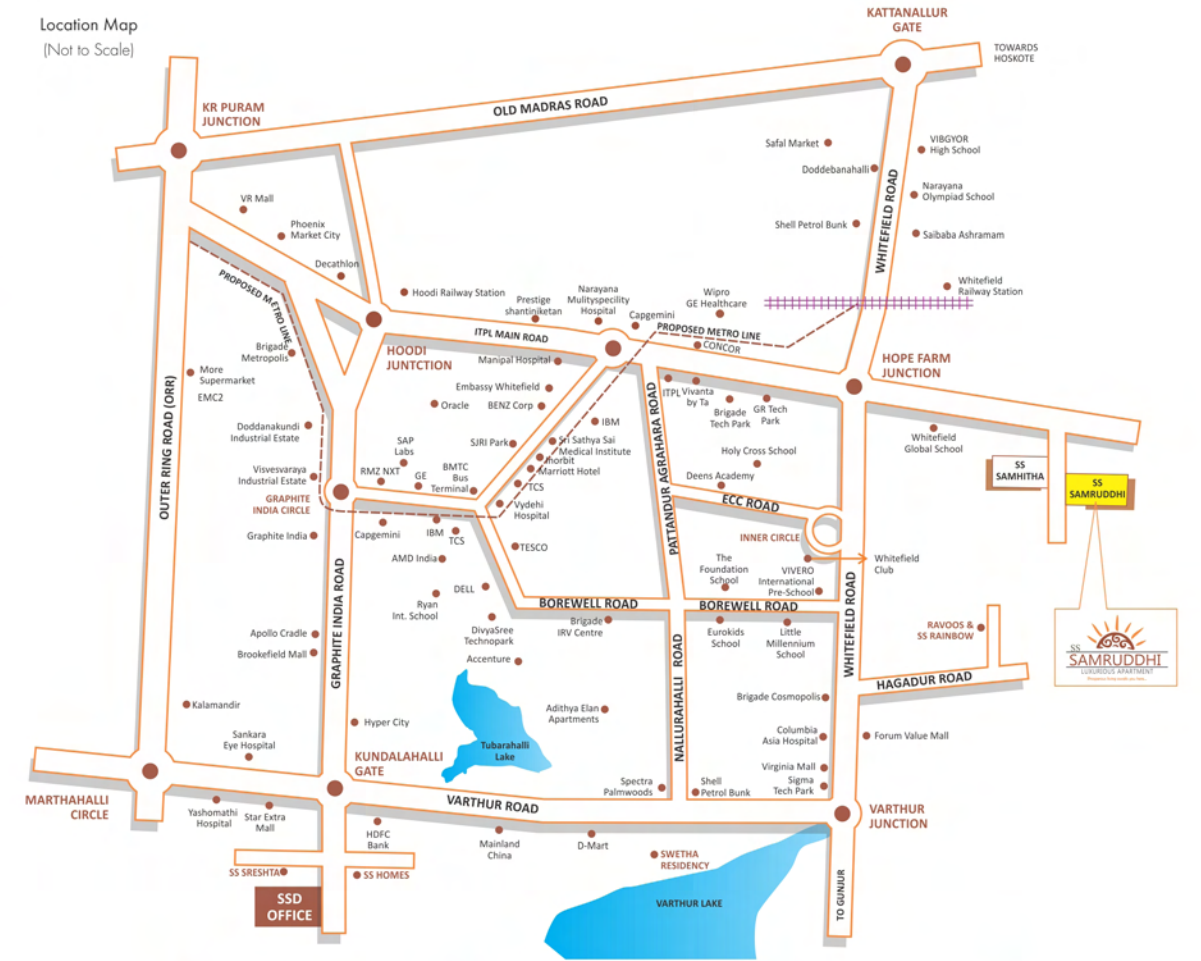 Location Map
(Not to Scale)
KATTANALLUR
GATE
TOWARDS
HOSKOTE
KR PURAM
JUNCTION
OLD MADRAS ROAD
Safal Market
VIBGYOR
High School
Doddebanahalli
VR Mall
Narayana
Olympiad School
Phoenix
Market City
Shell Petrol Bunk
WHITEFIELD ROAD
Saibaba Ashramam
Decathlon
PROPOSED METRO LINE
Hoodi Railway Station
Prestige
shantiniketan
Narayana
Mulityspecility
Hospital
Wipro
GE Healthcare
Whitefield
Railway Station
Capgemini
ITPL MAIN ROAD
PROPOSED METRO LINE
CONCOR
Brigade
Metropolis
HOODI
JUNTCTION
Manipal Hospital
HOPE FARM
JUNCTION
More
Supermarket
EMC2
Embassy Whitefield
Oracle
BENZ Corp
ITPL
Vivanta
by Ta
Brigade
Tech Park
GR Tech
Park
PATTANDUR AGRAHARA ROAD
OUTER RING ROAD (ORR)
Doddanakundi
Industrial Estate
IBM
Whitefield
Global School
SAP
Labs
SJRI Park
Sri Sathya Sai
Medical Institute
Jhorbit
Marriott Hotel
Holy Cross School
Visvesvaraya
Industrial Estate
RMZ NXT
GE
BMTC
Bus
Terminal
TCS
Deens Academy
SS
SAMHITHA
SS
SAMRUDDHI
GRAPHITE
INDIA CIRCLE
Vydehi
Hospital
ECC ROAD
Graphite India
Capgemini
IBM
TCS
INNER CIRCLE
AMD India
TESCO
The
Foundation
School
VIVERO
International
Pre-School
Whitefield
Club
GRAPHITE INDIA ROAD
Ryan
Int. School
DELL
BOREWELL ROAD
BOREWELL ROAD
WHITEFIELD ROAD
Apollo Cradle
DivyaSree
Technopark
Brigade
IRV Centre
Eurokids
School
Little
Millennium
School
RAVOOS &
SS RAINBOW
Brookefield Mall
Accenture
NALLURAHALLI ROAD
SS
SAMRUDDHI
LUXURIOUS APARTMENT
HAGADUR ROAD
Kalamandir
Hyper City
Adithya Elan
Apartments
Brigade Cosmopolis
Sankara
Eye Hospital
Tubarahalli
Lake
Columbia
Asia Hospital
Forum Value Mall
KUNDALAHALLI
GATE
Virginia Mall
Spectra
Palmwoods
Shell
Petrol Bunk
Sigma
Tech Park
MARTHAHALLI
CIRCLE
Yashomathi
Hospital
Star Extra
Mall
VARTHUR ROAD
VARTHUR
JUNCTION
HDFC
Bank
Mainland
China
D-Mart
SWETHA
RESIDENCY
SS SRESHTA
SS HOMES
SSD
OFFICE
VARTHUR LAKE
TO GUNJUR